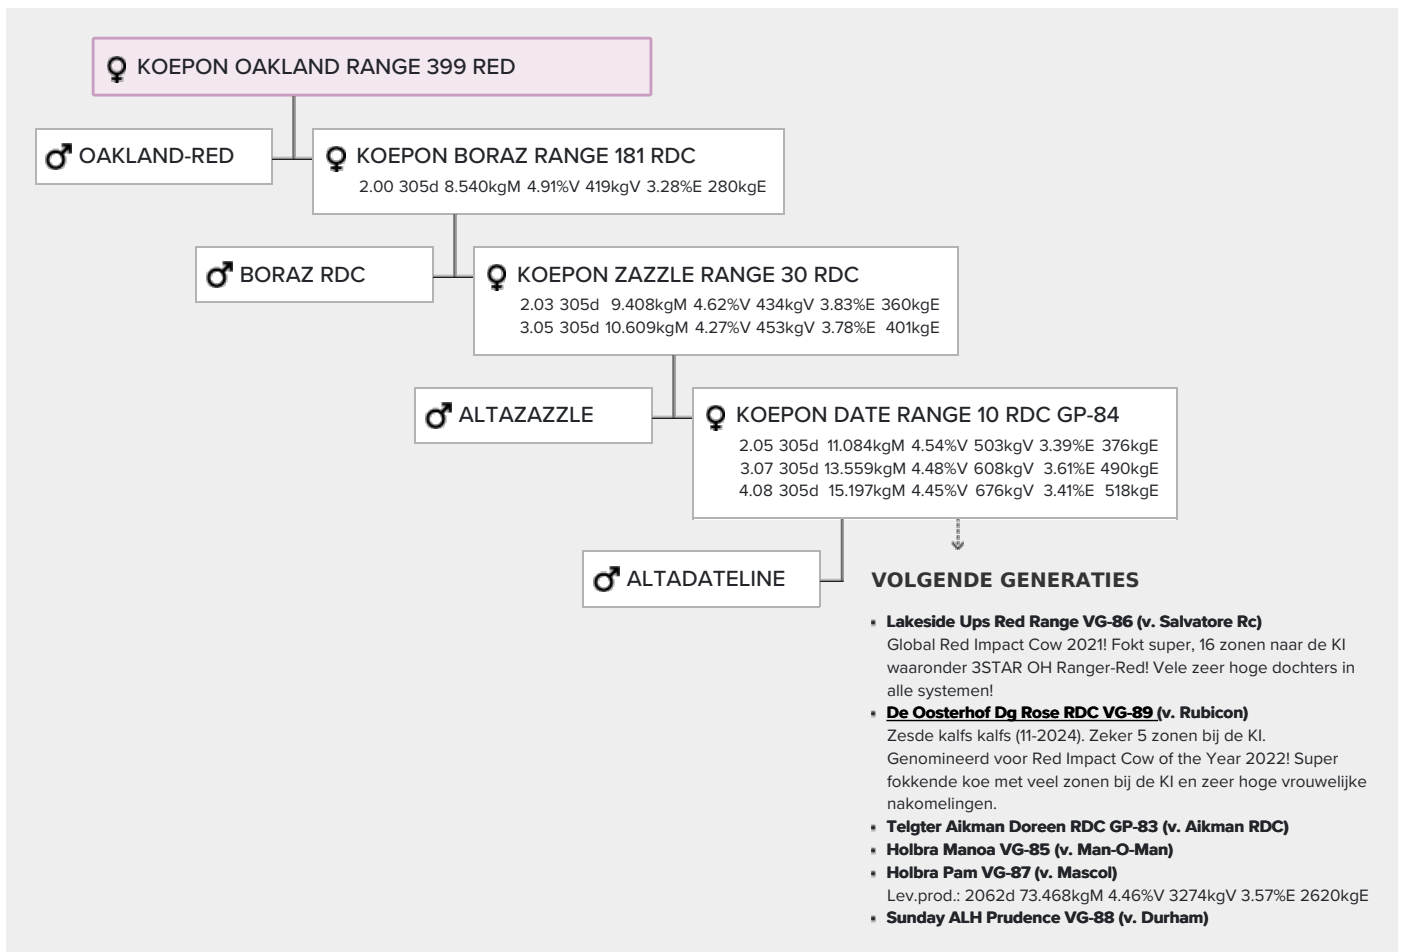 KOEPON OAKLAND RANGE 399 RED
OAKLAND-RED
KOEPON BORAZ RANGE 181 RDC
2.00 305d 8.540kgM 4.91%V 419kgV 3.28%E 280kgE
BORAZ RDC
KOEPON ZAZZLE RANGE 30 RDC
2.03 305d 9.408kgM 4.62%V 434kgV 3.83%E 360kgE
3.05 305d 10.609kgM 4.27%V 453kgV 3.78%E 401kgE
ALTAZAZZLE
KOEPON DATE RANGE 10 RDC GP-84
2.05 305d 11.084kgM 4.54%V 503kgV 3.39%E 376kgE
3.07 305d 13.559kgM 4.48%V 608kgV 3.61%E 490kgE
4.08 305d 15.197kgM 4.45%V 676kgV 3.41%E 518kgE
ALTADATELINE
VOLGENDE GENERATIES
Lakeside Ups Red Range VG-86 (v. Salvatore Rc)
Global Red Impact Cow 2021! Fokt super, 16 zonen naar de KI
waaronder 3STAR OH Ranger-Red! Vele zeer hoge dochters in
alle systemen!
De Oosterhof Dg Rose RDC VG-89 (v. Rubicon)
Zesde kalfs kalfs (11-2024). Zeker 5 zonen bij de KI.
Genomineerd voor Red Impact Cow of the Year 2022! Super
fokkende koe met veel zonen bij de KI en zeer hoge vrouwelijke
nakomelingen.
Telgter Aikman Doreen RDC GP-83 (v. Aikman RDC)
Holbra Manoa VG-85 (v. Man-O-Man)
Holbra Pam VG-87 (v. Mascol)
Lev.prod.: 2062d 73.468kgM 4.46%V 3274kgV 3.57%E 2620kgE
Sunday ALH Prudence VG-88 (v. Durham)